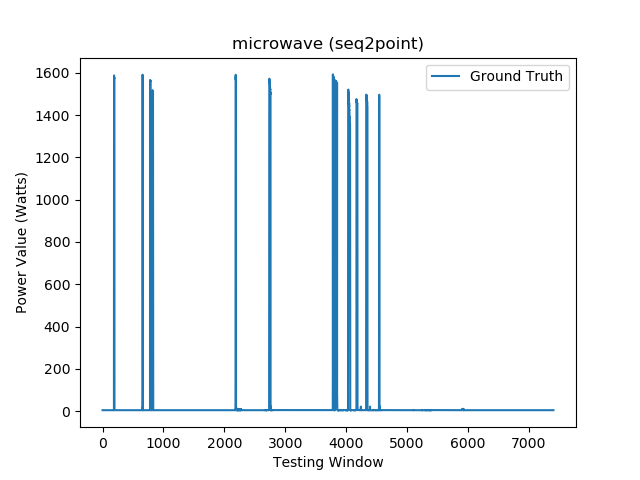 microwave (seq2point)
Ground Truth
1600
1400
1200
1000
800
600
400
200
0
Power Value (Watts)
0 1000 2000 3000 4000 5000 6000 7000
Testing Window